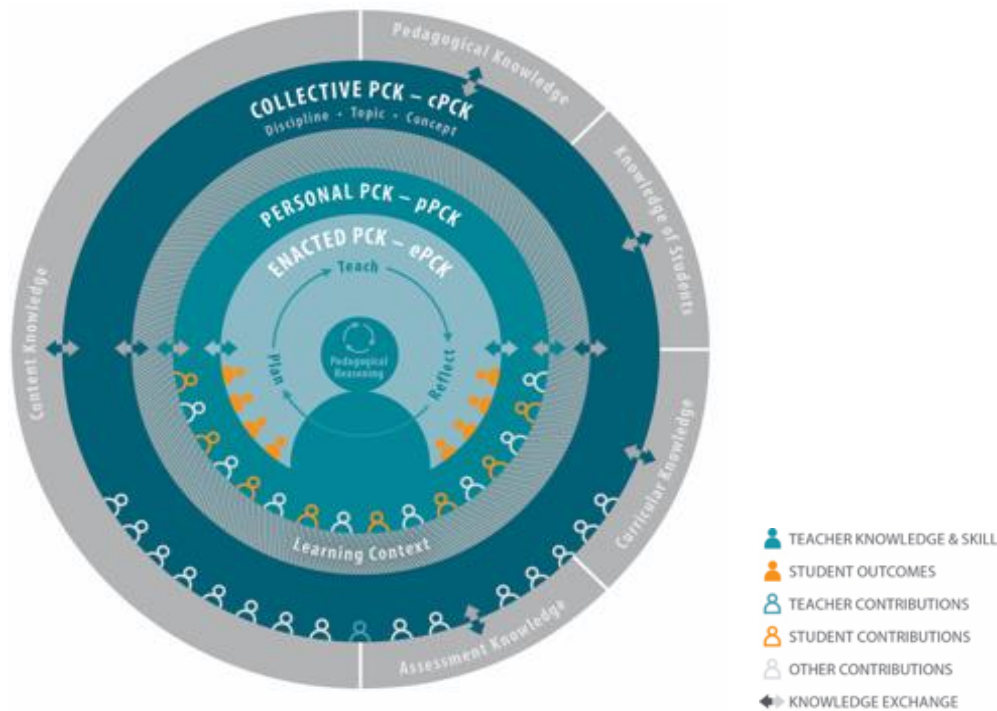 Pedagogical Knowledge
COLLECTIVE PCK – cPCK
Discipline • Topic • Concept
Knowledge of Students
PERSONAL PCK – pPCK
ENACTED PCK – ePCK
Teach
Content Knowledge
Pedagogical
Reasoning
Plan
Reflect
Curricular Knowledge
Learning Context
Assessment Knowledge
TEACHER KNOWLEDGE & SKILL
STUDENT OUTCOMES
TEACHER CONTRIBUTIONS
STUDENT CONTRIBUTIONS
OTHER CONTRIBUTIONS
KNOWLEDGE EXCHANGE